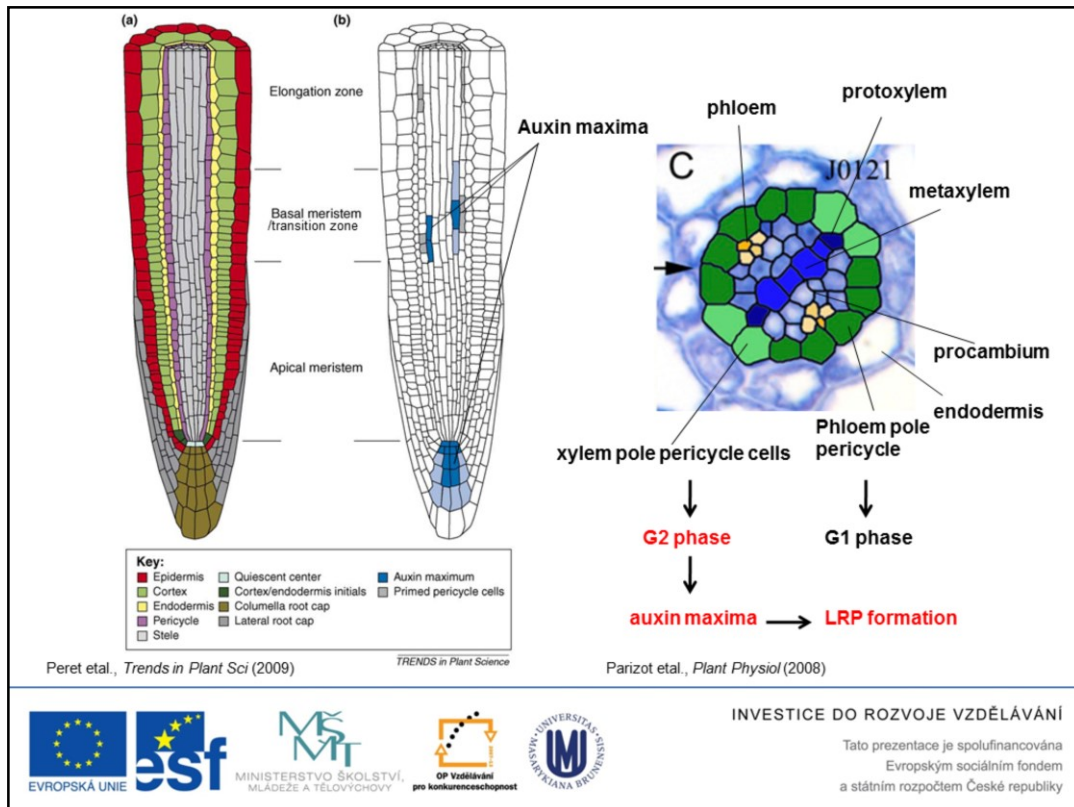 (a)
(b)
Elongation zone
Basal meristem
/transition zone
Apical meristem
Auxin maxima
phloem
protoxylem
C
J0121
metaxylem
procambium
endodermis
Phloem pole
pericycle
xylem pole pericycle cells
G2 phase
G1 phase
auxin maxima
LRP formation
Key:
Epidermis
Cortex
Endodermis
Pericycle
Stele
Quiescent center
Cortex/endodermis initials
Columella root cap
Lateral root cap
Auxin maximum
Primed pericycle cells
TRENDS in Plant Science
Peret etal., Trends in Plant Sci (2009)
Parizot etal., Plant Physiol (2008)
EVROPSKÁ UNIE
esf
MŠMT
MINISTERSTVO ŠKOLSTVÍ,
MLÁDEŽE A TĚLOVÝCHOVY
OP Vzdělávání
pro konkurenceschopnost
UNIVERSITAS
MASARYKIANA BRUNENSIS
INVESTICE DO ROZVOJE VZDĚLÁVÁNÍ
Tato prezentace je spolufinancována
Evropským sociálním fondem
a státním rozpočtem České republiky